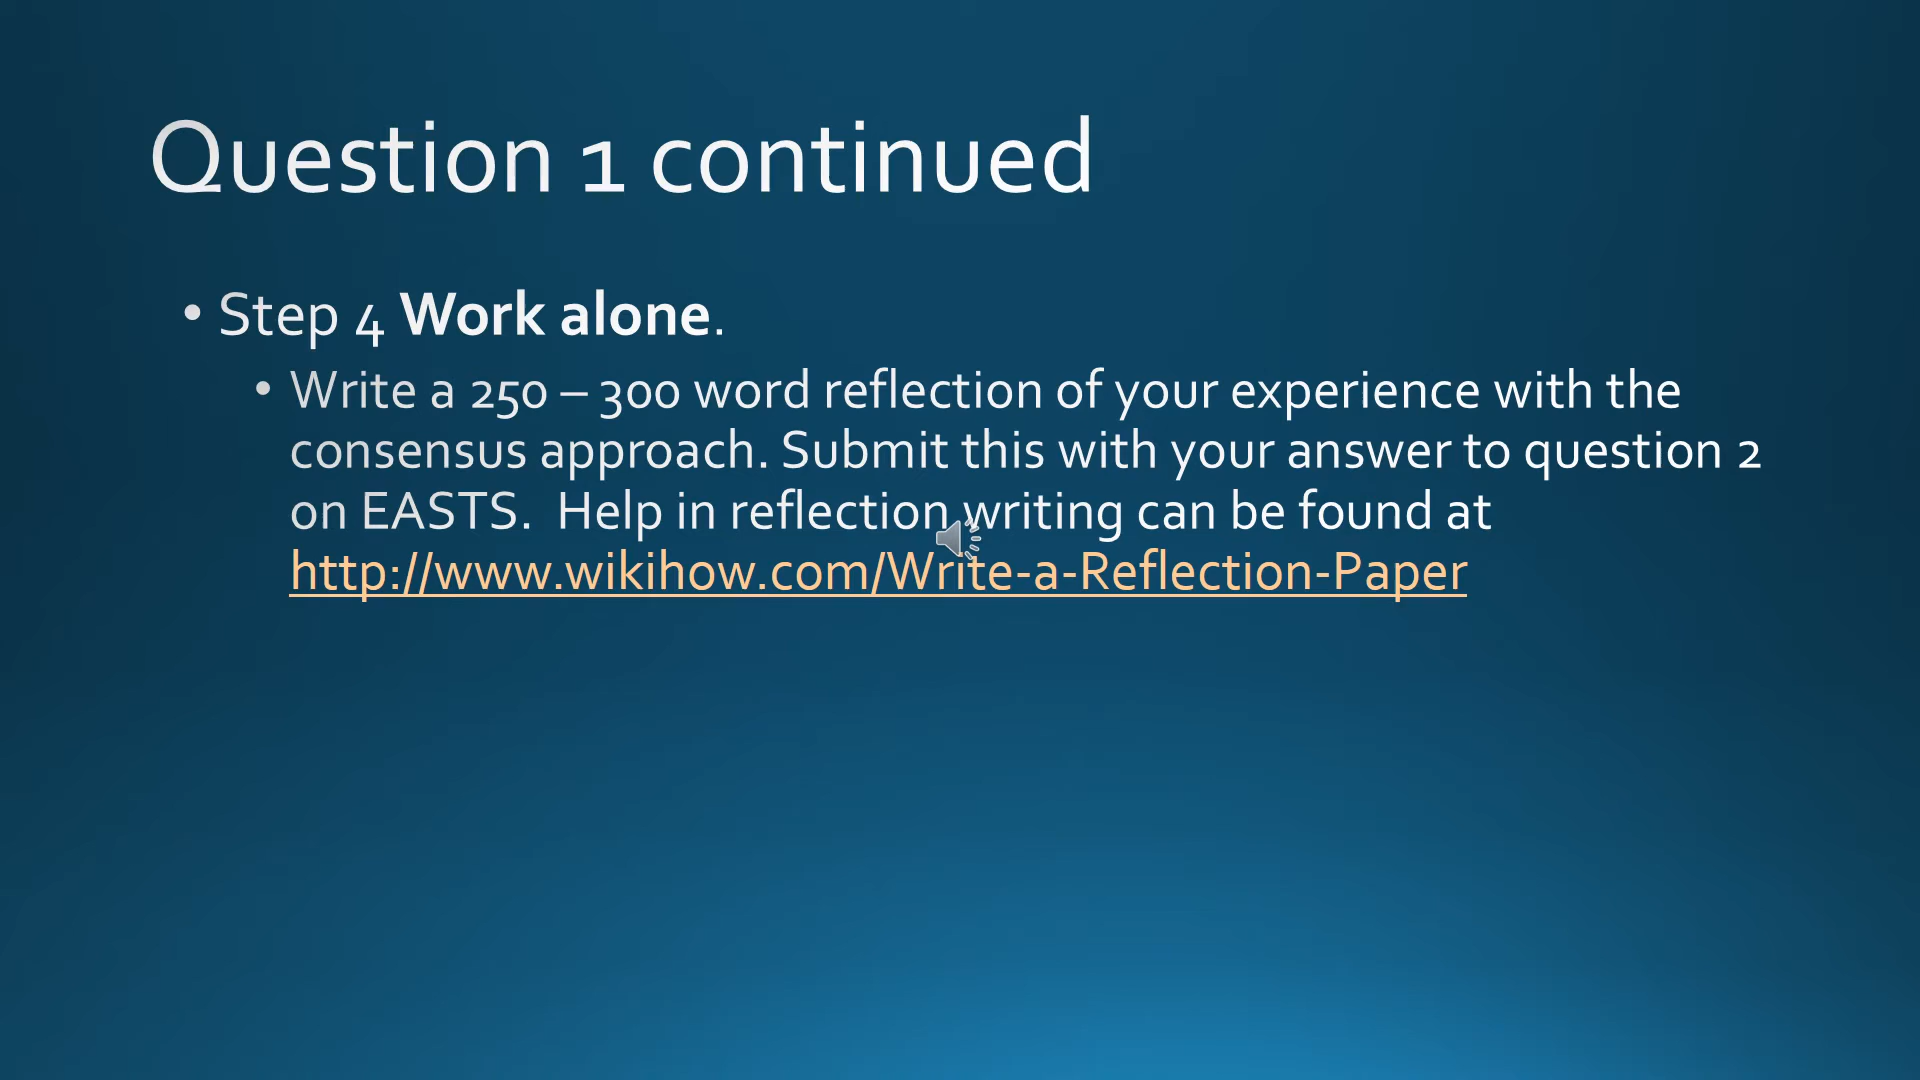 Question 1 continued
• Step 4 Work alone.
• Write a 250 – 300 word reflection of your experience with the
consensus approach. Submit this with your answer to question 2
on EASTS.  Help in reflection writing can be found at
http://www.wikihow.com/Write-a-Reflection-Paper